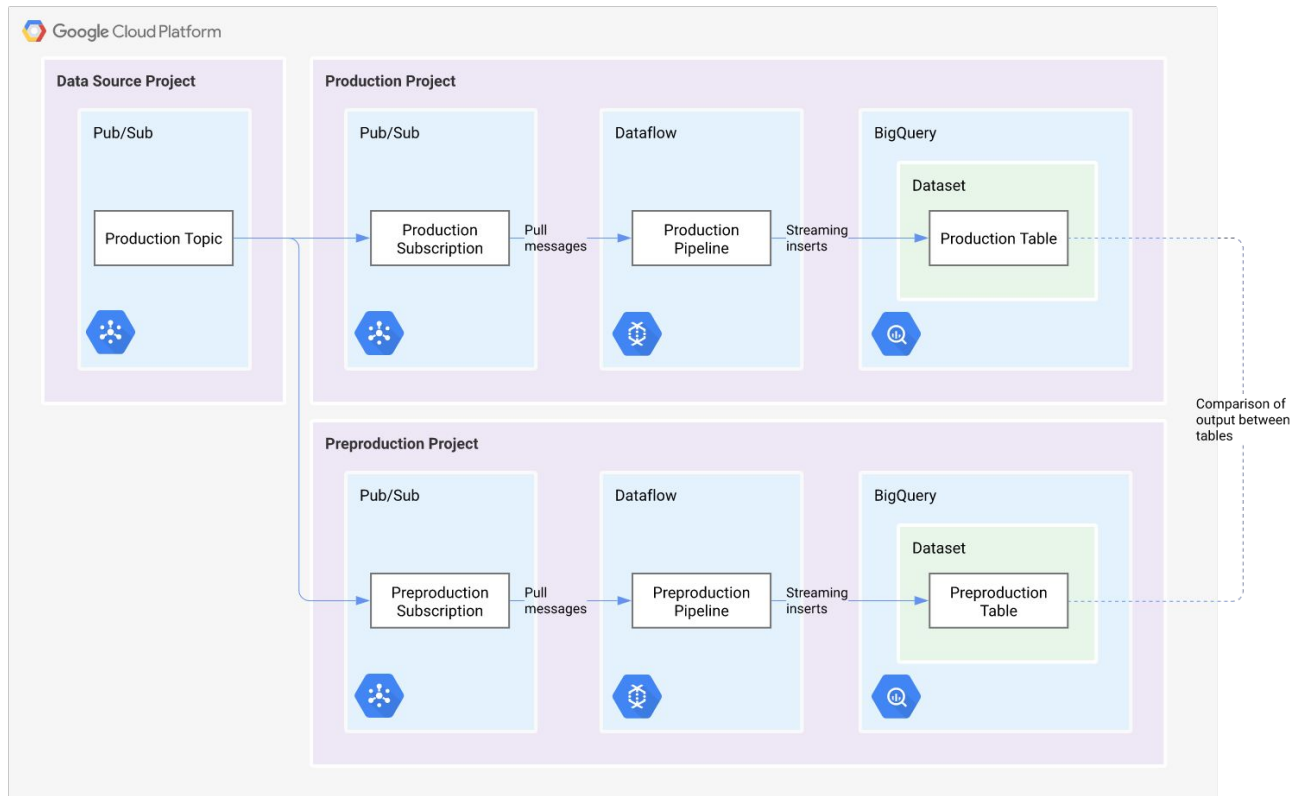 Google Cloud Platform
Data Source Project
Pub/Sub
Production Topic
Production Project
Pub/Sub
Production
Subscription
Pull
messages
Dataflow
Production
Pipeline
Streaming
inserts
BigQuery
Dataset
Production Table
Comparison of
output between
tables
Preproduction Project
Pub/Sub
Preproduction
Subscription
Pull
messages
Dataflow
Preproduction
Pipeline
Streaming
inserts
BigQuery
Dataset
Preproduction
Table